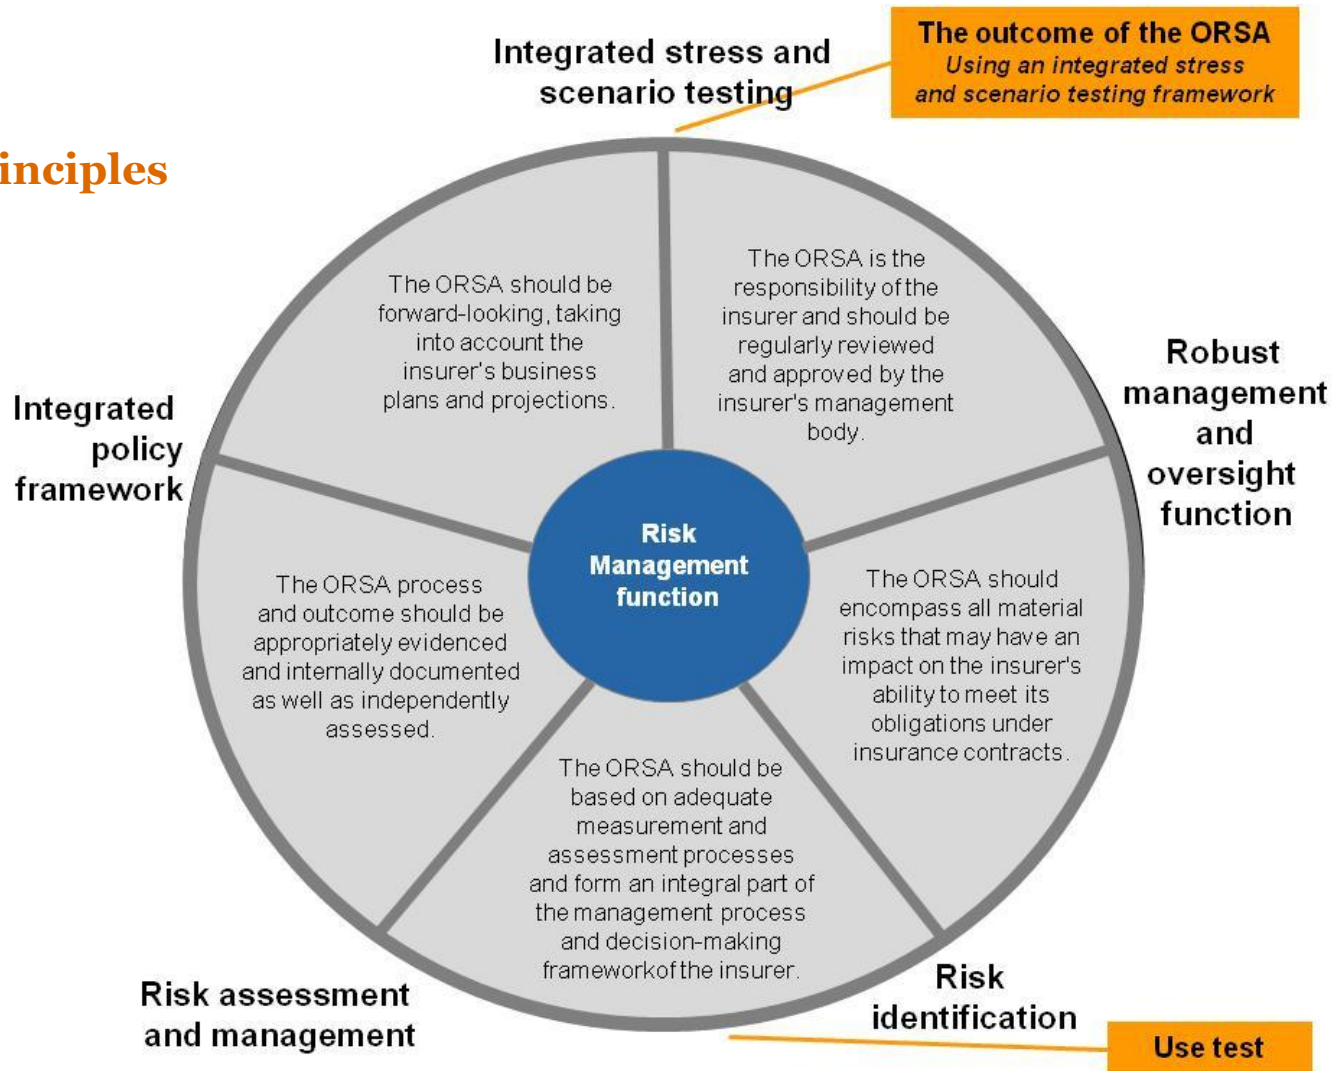 inciples
Integrated stress and
scenario testing
The outcome of the ORSA
Using an integrated stress
and scenario testing framework
The ORSA should be
forward-looking, taking
into account the
insurer's business
plans and projections.
The ORSA is the
responsibility of the
insurer and should be
regularly reviewed
and approved by the
insurer's management
body.
Robust
management
and
oversight
function
Integrated
policy
framework
Risk
Management
function
The ORSA process
and outcome should be
appropriately evidenced
and internally documented
as well as independently
assessed.
The ORSA should
encompass all material
risks that may have an
impact on the insurer's
ability to meet its
obligations under
insurance contracts.
The ORSA should be
based on adequate
measurement and
assessment processes
and form an integral part of
the management process
and decision-making
frameworkof the insurer.
Risk assessment
and management
Risk
identification
Use test